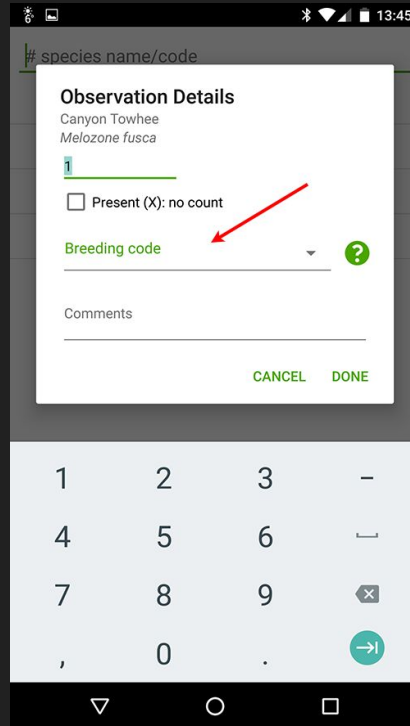 6° 13:45
# species name/code
Observation Details
Canyon Towhee
Melozone fusca
1
Present (X): no count
Breeding code
?
Comments
CANCEL DONE
1 2 3 -
4 5 6
7 8 9
, 0 .